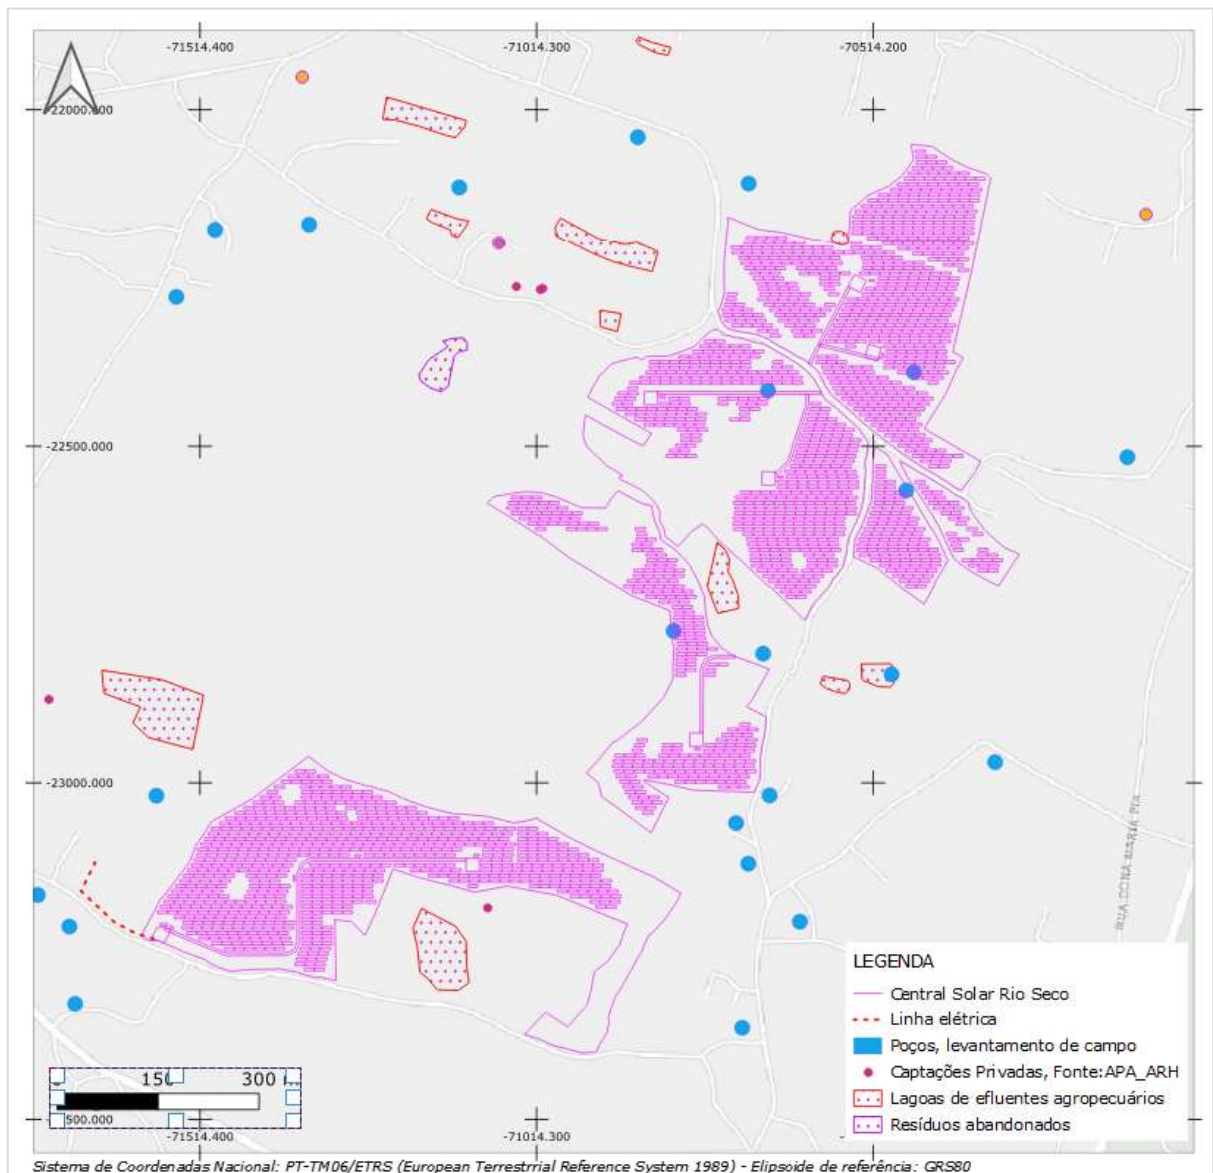 -71514.400
-71014.300
-70514.200
-22000.000
-22500.000
-23000.000
RUA DONA MARIA PIA
LEGENDA
Central Solar Rio Seco
Linha elétrica
Poços, levantamento de campo
Captações Privadas, Fonte:APA_ARH
Lagoas de efluentes agropecuários
Resíduos abandonados
150
300
500.000
-71514.400
-71014.300
Sistema de Coordenadas Nacional: PT-TM06/ETRS (European Terrestrrial Reference System 1989) - Elipsoide de referência: GRS80